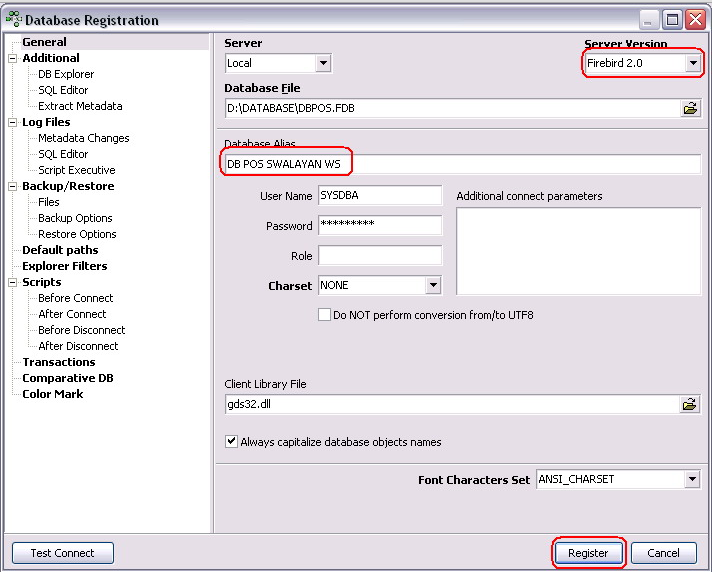 Database Registration
General
Additional
DB Explorer
SQL Editor
Extract Metadata
Log Files
Metadata Changes
SQL Editor
Script Executive
Backup/Restore
Files
Backup Options
Restore Options
Default paths
Explorer Filters
Scripts
Before Connect
After Connect
Before Disconnect
After Disconnect
Transactions
Comparative DB
Color Mark
Server
Server Version
Local
Firebird 2.0
Database File
D:\DATABASE\DBPOS.FDB
Database Alias
DB POS SWALAYAN WS
User Name
SYSDBA
Additional connect parameters
Password
*********
Role
Charset
NONE
Do NOT perform conversion from/to UTF8
Client Library File
gds32.dll
Always capitalize database objects names
Font Characters Set
ANSI_CHARSET
Test Connect
Register
Cancel